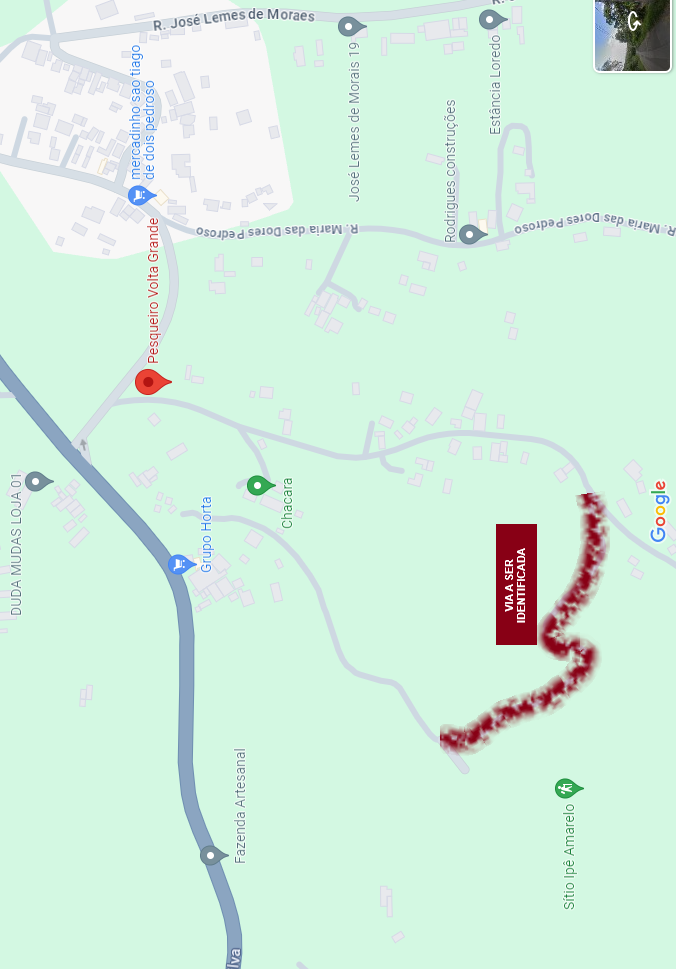 R. José Lemes de Moraes
R.
mercadinho sao tiago
de dois pedroso
José Lemes de Morais 19
Estância Loredo
Rodrigues construções
Pesqueiro Volta Grande
R. Maria das Dores Pedroso
R. Maria das Dores Pedroso
R. Ma
DUDA MUDAS LOJA 01
Chacara
Grupo Horta
VIA A SER
IDENTIFICADA
Google
Fazenda Artesanal
Sítio Ipê Amarelo
lva